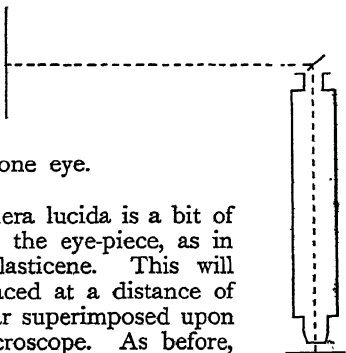 one eye.
era lucida is a bit of
the eye-piece, as in
lasticene. This will
aced at a distance of
r superimposed upon
croscope. As before,